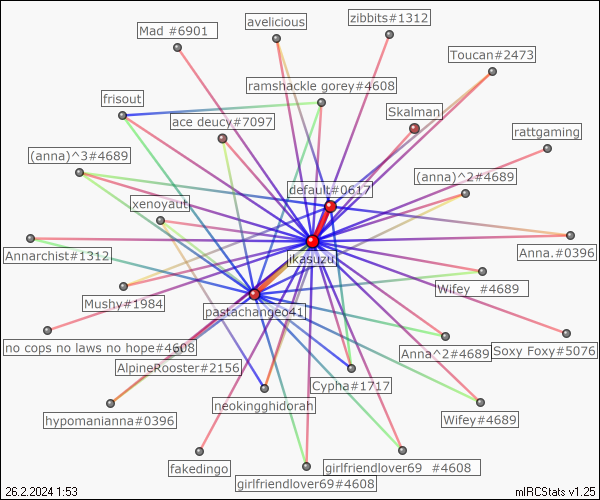 zibbits#1312
avelicious
Mad #6901
Toucan#2473
ramshackle gorey#4608
frisout
Skalman
ace deucy#7097
rattgaming
(anna)^3#4689
(anna)^2#4689
default#0617
xenoyaut
Annarchist#1312
Anna.#0396
ikasuzu
Wifey #4689
Mushy#1984
pastachangeo41
no cops no laws no hope#4608
Anna^2#4689
Soxy Foxy#5076
AlpineRooster#2156
Cypha#1717
neokingghidorah
hypomanianna#0396
Wifey#4689
fakedingo
girlfriendlover69 #4608
girlfriendlover69#4608
26.2.2024 1:53
mIRCStats v1.25